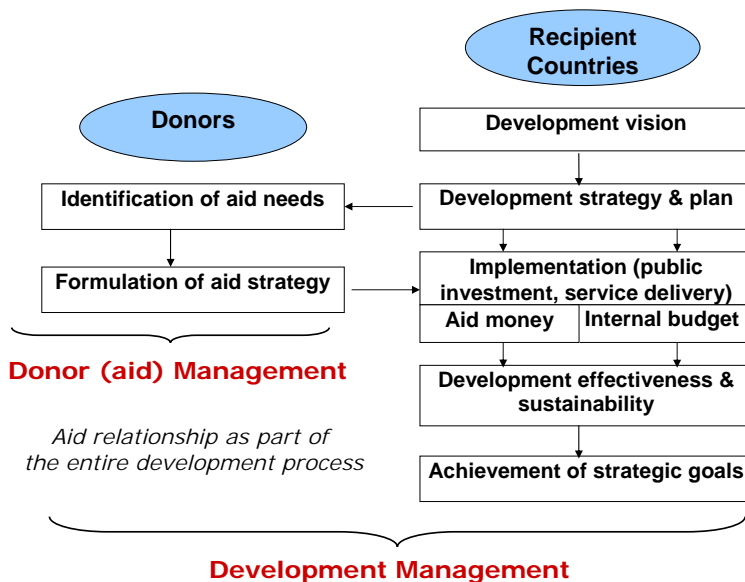 Recipient
Countries
Donors
Development vision
Identification of aid needs
Development strategy & plan
Formulation of aid strategy
Implementation (public
investment, service delivery)
Aid money
Internal budget
Donor (aid) Management
Development effectiveness &
sustainability
Aid relationship as part of
the entire development process
Achievement of strategic goals
Development Management